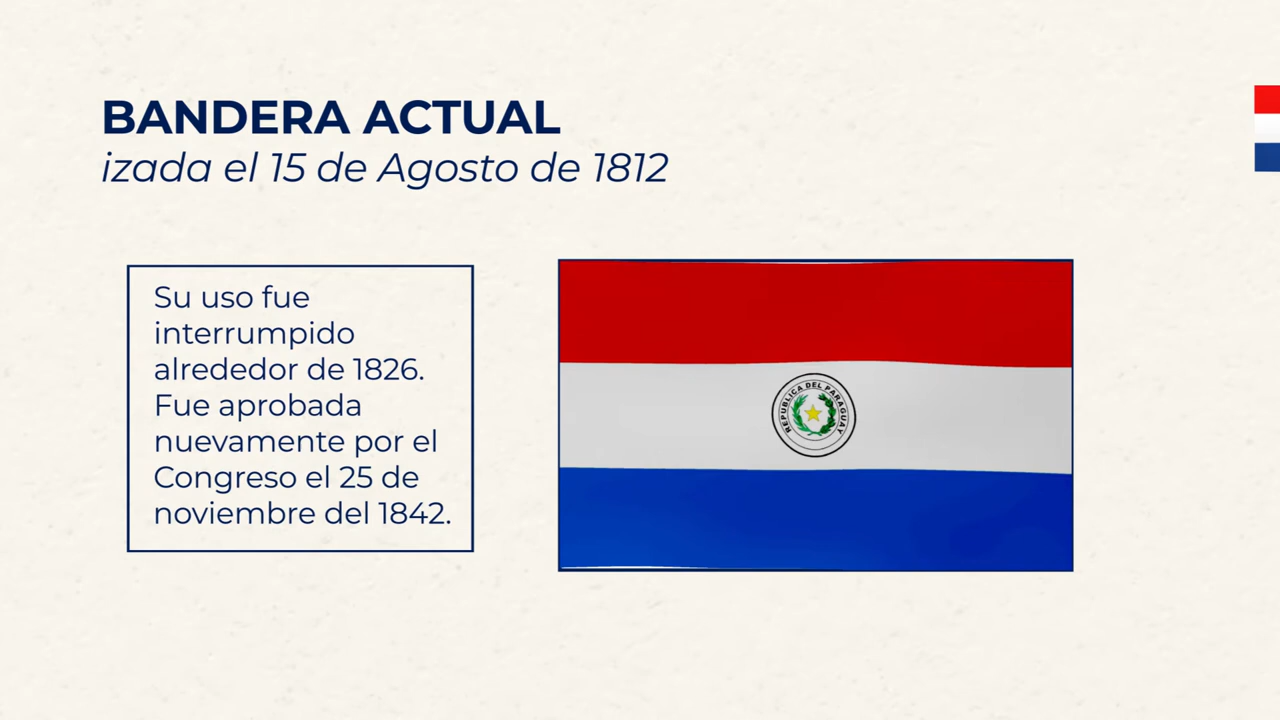 BANDERA ACTUAL
izada el 15 de Agosto de 1812
Su uso fue
interrumpido
alrededor de 1826.
Fue aprobada
nuevamente por el
Congreso el 25 de
noviembre del 1842.
REPUBLICA DEL PARAGUAY